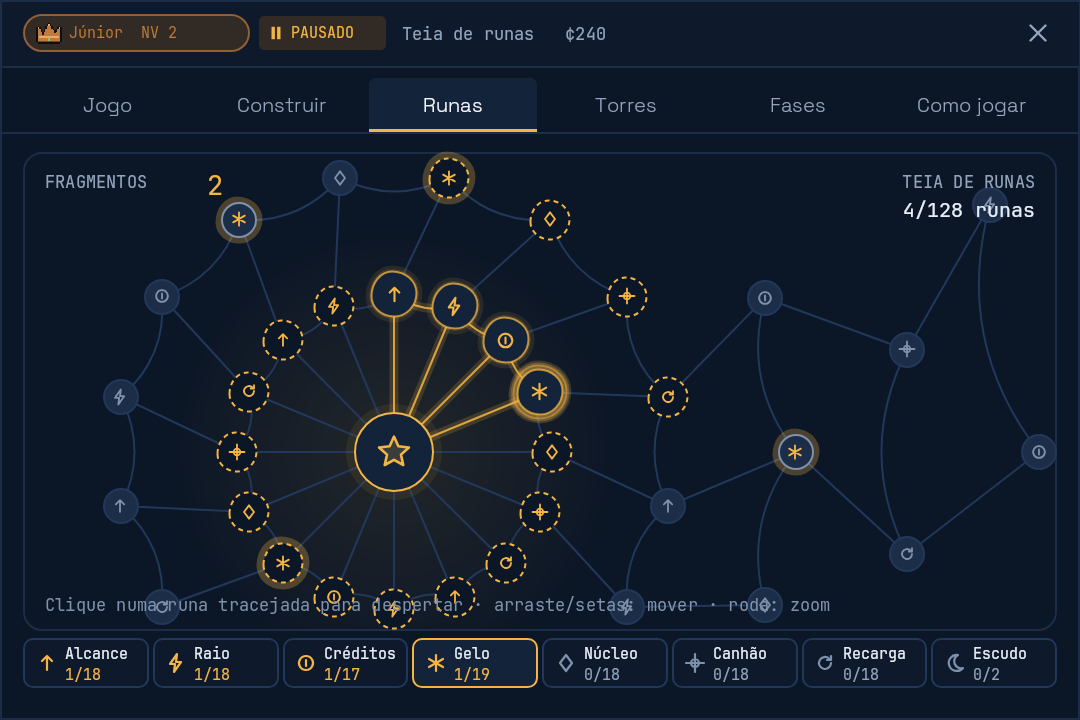 Júnior NV 2
PAUSADO
Teia de runas ¢240
Jogo Construir Runas Torres Fases Como jogar
FRAGMENTOS 2
TEIA DE RUNAS
4/128 runas
Clique numa runa tracejada para despertar · arraste/setas: mover · roda: zoom
Alcance 1/18
Raio 1/18
Créditos 1/17
Gelo 1/19
Núcleo 0/18
Canhão 0/18
Recarga 0/18
Escudo 0/2